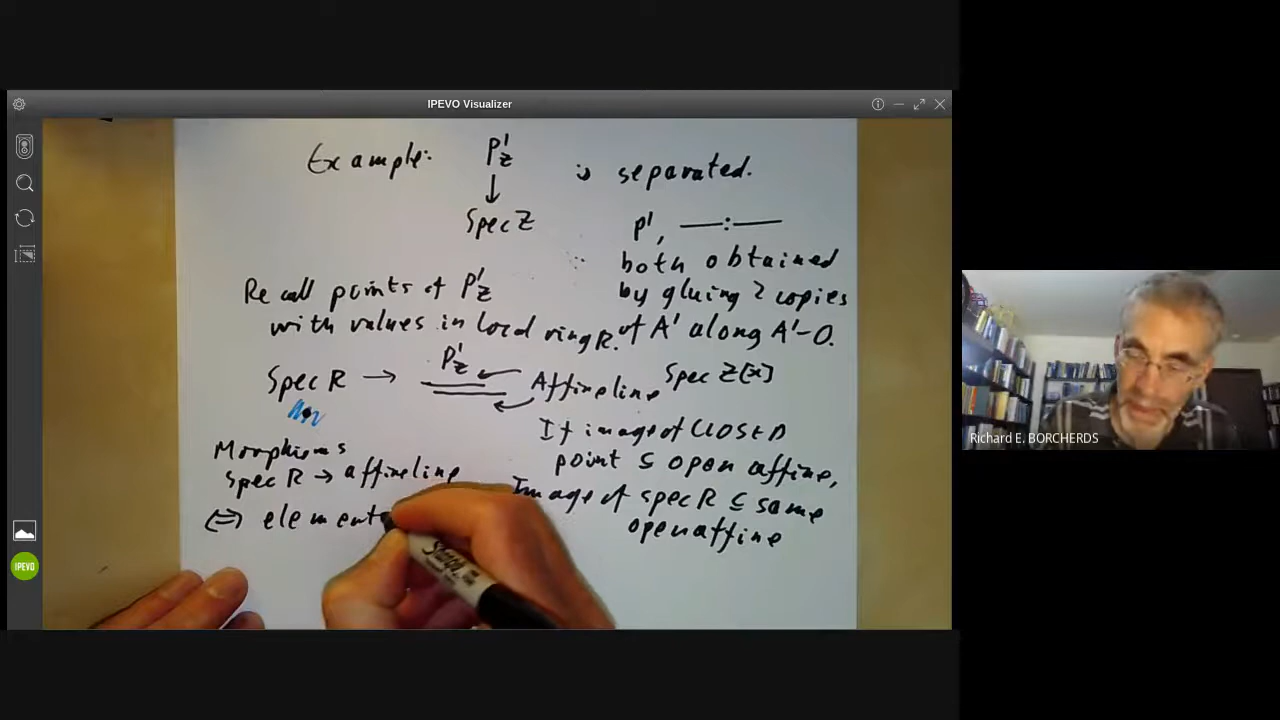 IPEVO Visualizer
Example: P¹_Z is separated.
↓
Spec Z
P¹, —:—
both obtained
by gluing 2 copies
of A¹ along A¹-0.
Spec Z[x]
Recall points of P¹_Z
with values in local ring R.
P¹_Z
Spec R → Affine line
If image of CLOSED
point ⊆ open affine,
Image of spec R ⊆ same
open affine
Morphisms
Spec R → affine line
⇔ element
Sharpie
IPEVO
Richard E. BORCHERDS